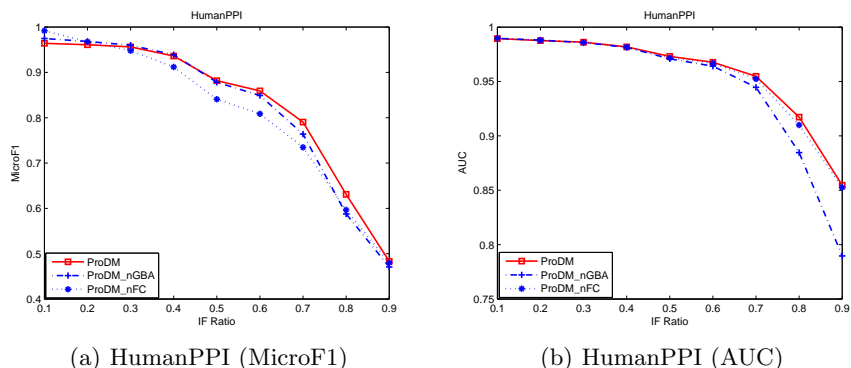 HumanPPI
1
0.9
0.8
0.7
0.6
0.5
0.4
MicroF1
0.1 0.2 0.3 0.4 0.5 0.6 0.7 0.8 0.9
IF Ratio
ProDM
ProDM_nGBA
ProDM_nFC
(a) HumanPPI (MicroF1)
HumanPPI
1
0.95
0.9
0.85
0.8
0.75
AUC
0.1 0.2 0.3 0.4 0.5 0.6 0.7 0.8 0.9
IF Ratio
ProDM
ProDM_nGBA
ProDM_nFC
(b) HumanPPI (AUC)